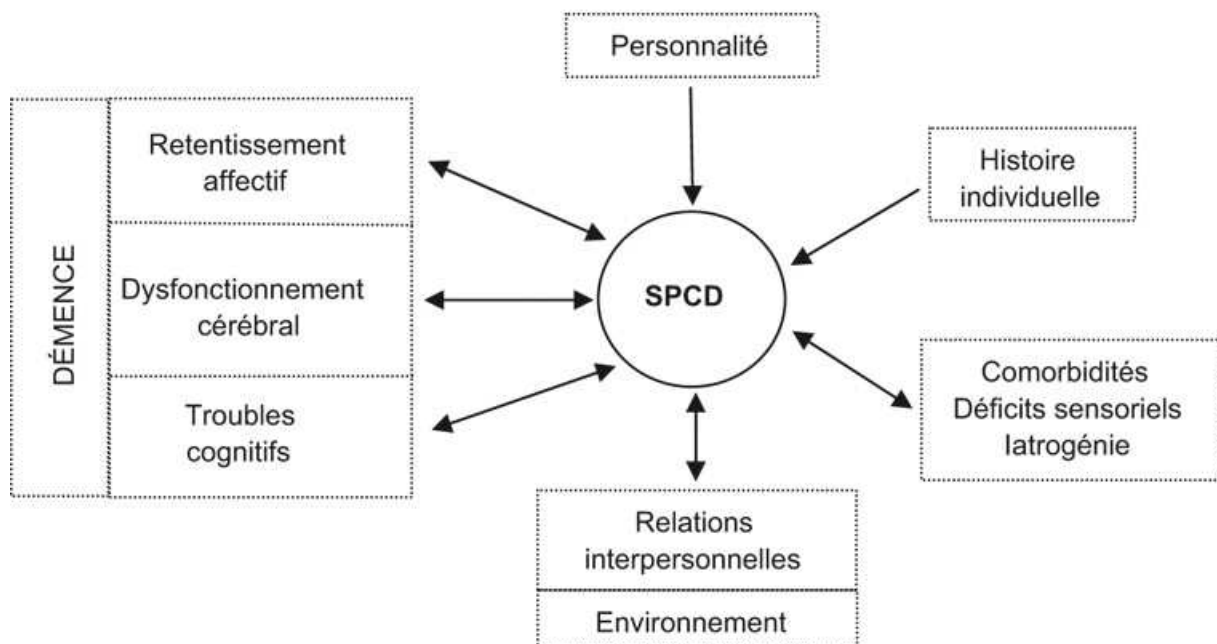 Personnalité
Retentissement
affectif
Histoire
individuelle
DÉMENCE
Dysfonctionnement
cérébral
SPCD
Troubles
cognitifs
Comorbidités
Déficits sensoriels
Iatrogénie
Relations
interpersonnelles
Environnement